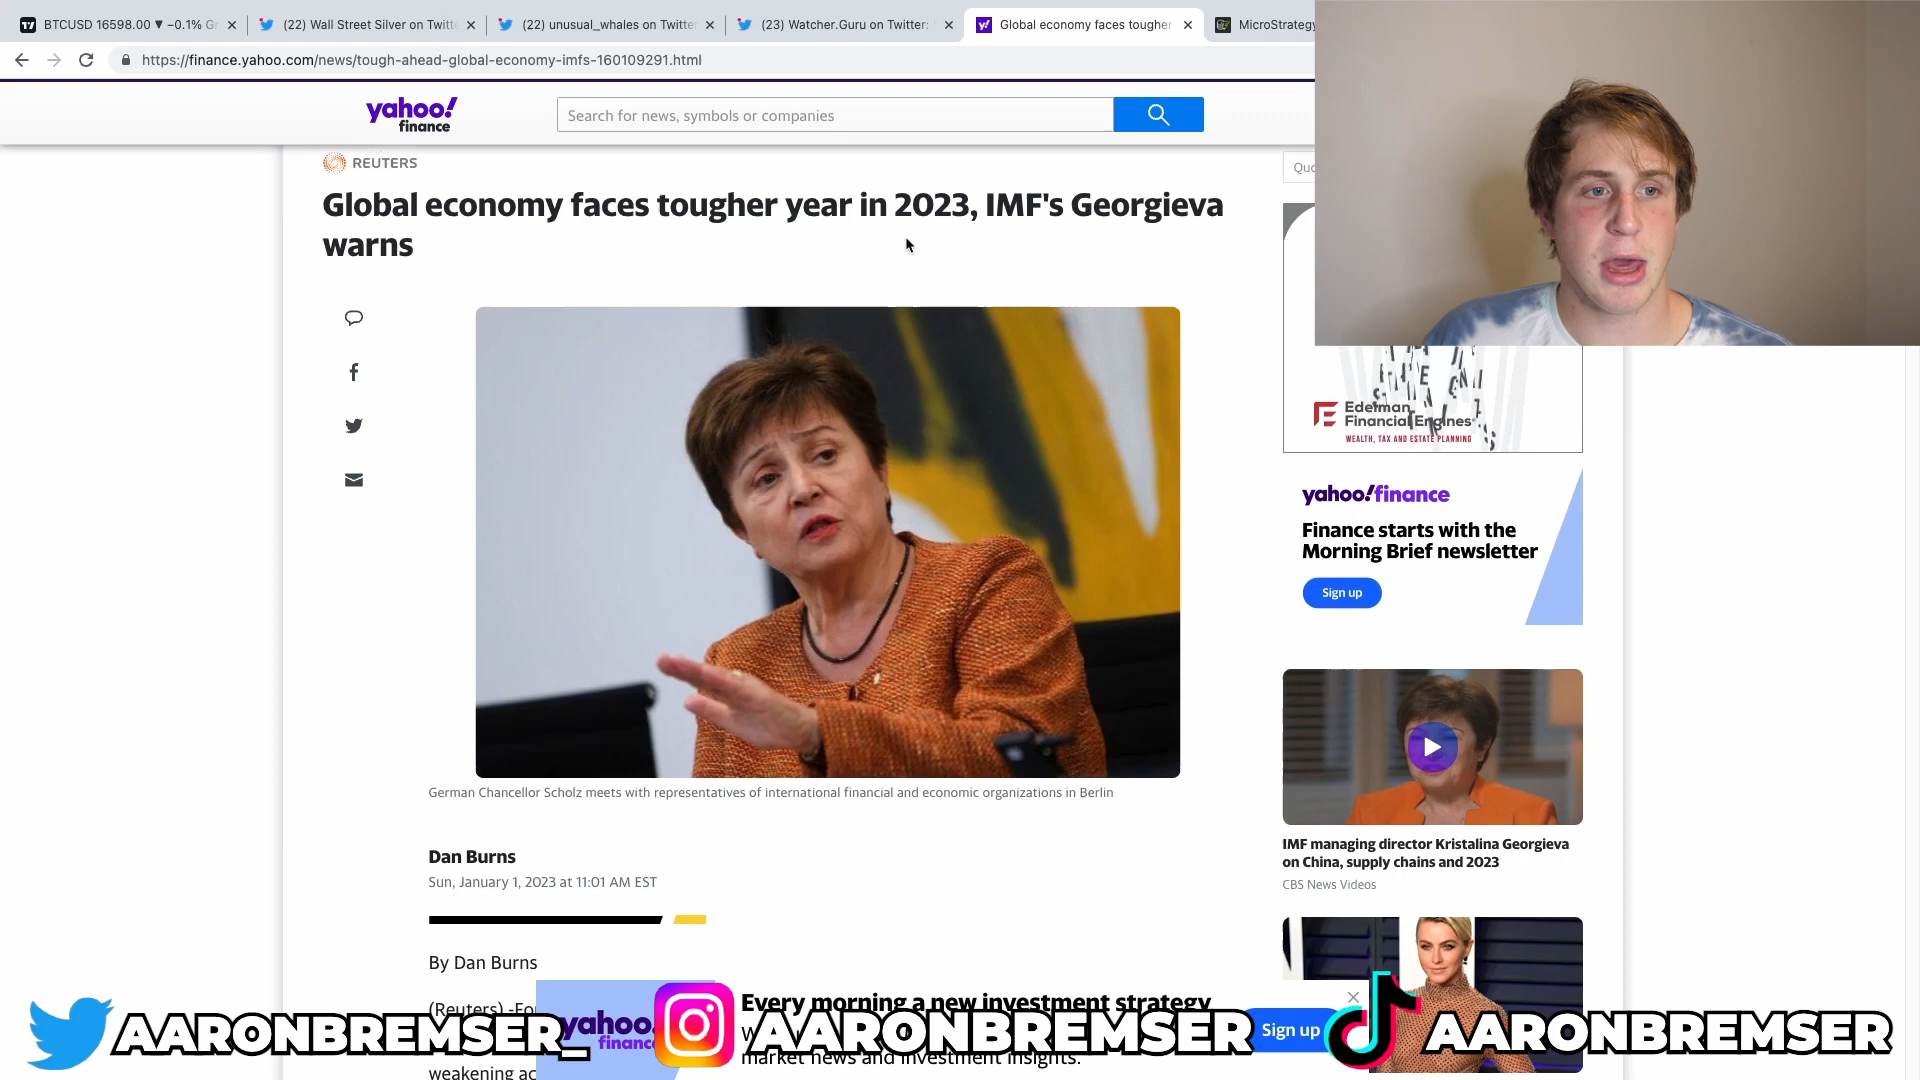 BTCUSD 16598.00 ▼ −0.1% Gr
(22) Wall Street Silver on Twitte
(22) unusual_whales on Twitter
(23) Watcher.Guru on Twitter:
Global economy faces tougher
MicroStrategy
https://finance.yahoo.com/news/tough-ahead-global-economy-imfs-160109291.html
yahoo!
finance
Search for news, symbols or companies
REUTERS
Quo
Global economy faces tougher year in 2023, IMF's Georgieva
warns
Edelman
Financial Engines
WEALTH, TAX AND ESTATE PLANNING
yahoo!finance
Finance starts with the
Morning Brief newsletter
Sign up
German Chancellor Scholz meets with representatives of international financial and economic organizations in Berlin
IMF managing director Kristalina Georgieva
on China, supply chains and 2023
CBS News Videos
Dan Burns
Sun, January 1, 2023 at 11:01 AM EST
By Dan Burns
(Reuters) -For
weakening ac
yahoo!
finance
Every morning a new investment strategy
market news and investment insights.
Sign up
AARONBREMSER_
AARONBREMSER
AARONBREMSER